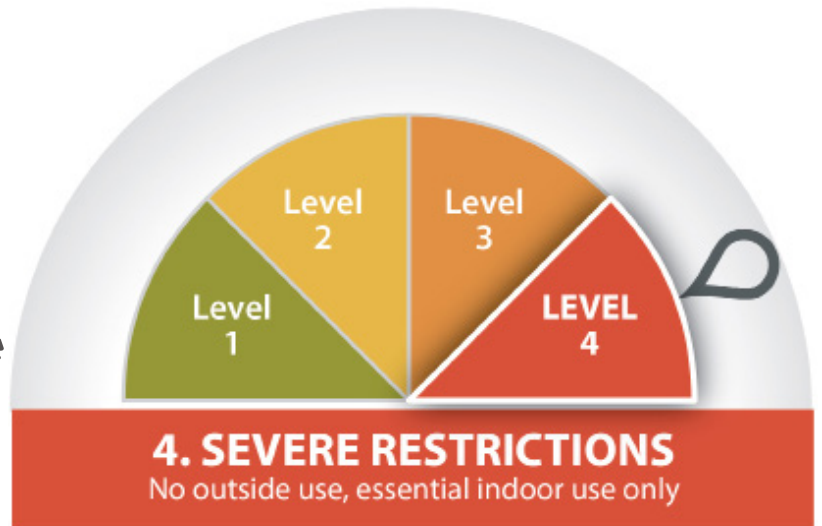 Level
2
Level
3
Level
1
LEVEL
4
4. SEVERE RESTRICTIONS
No outside use, essential indoor use only